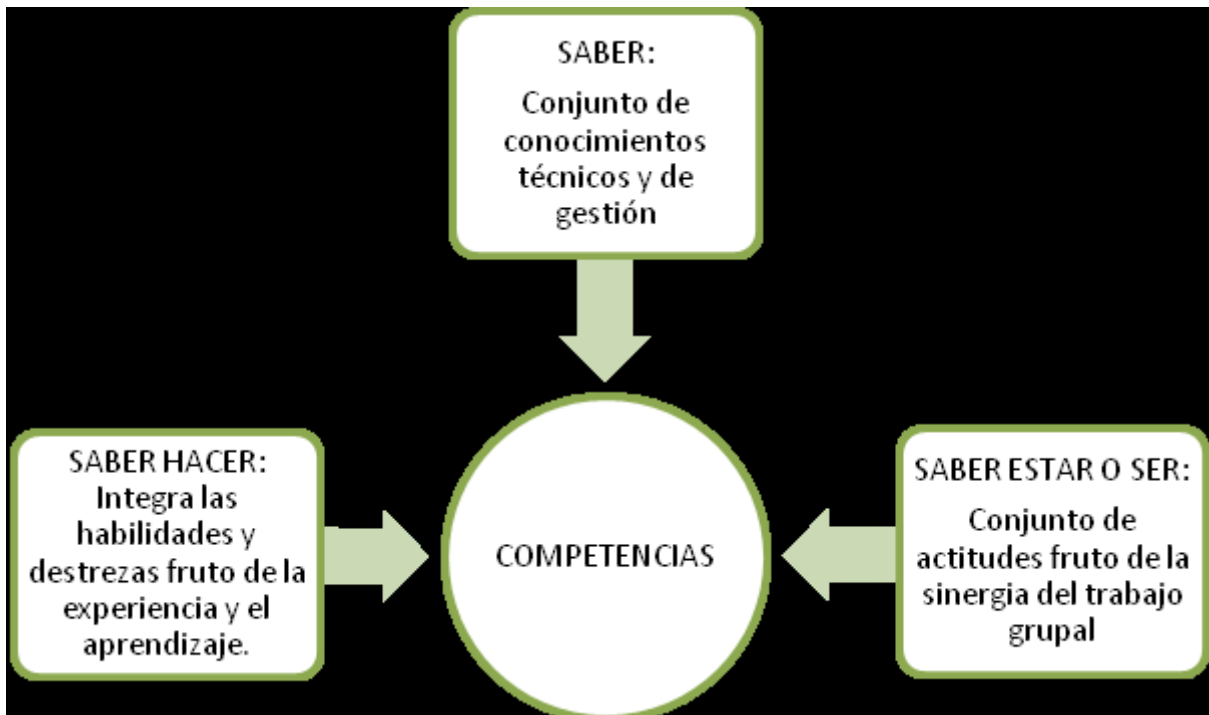 SABER:
Conjunto de
conocimientos
técnicos y de
gestión
SABER HACER:
Integra las
habilidades y
destrezas fruto de la
experiencia y el
aprendizaje.
COMPETENCIAS
SABER ESTAR O SER:
Conjunto de
actitudes fruto de la
sinergia del trabajo
grupal